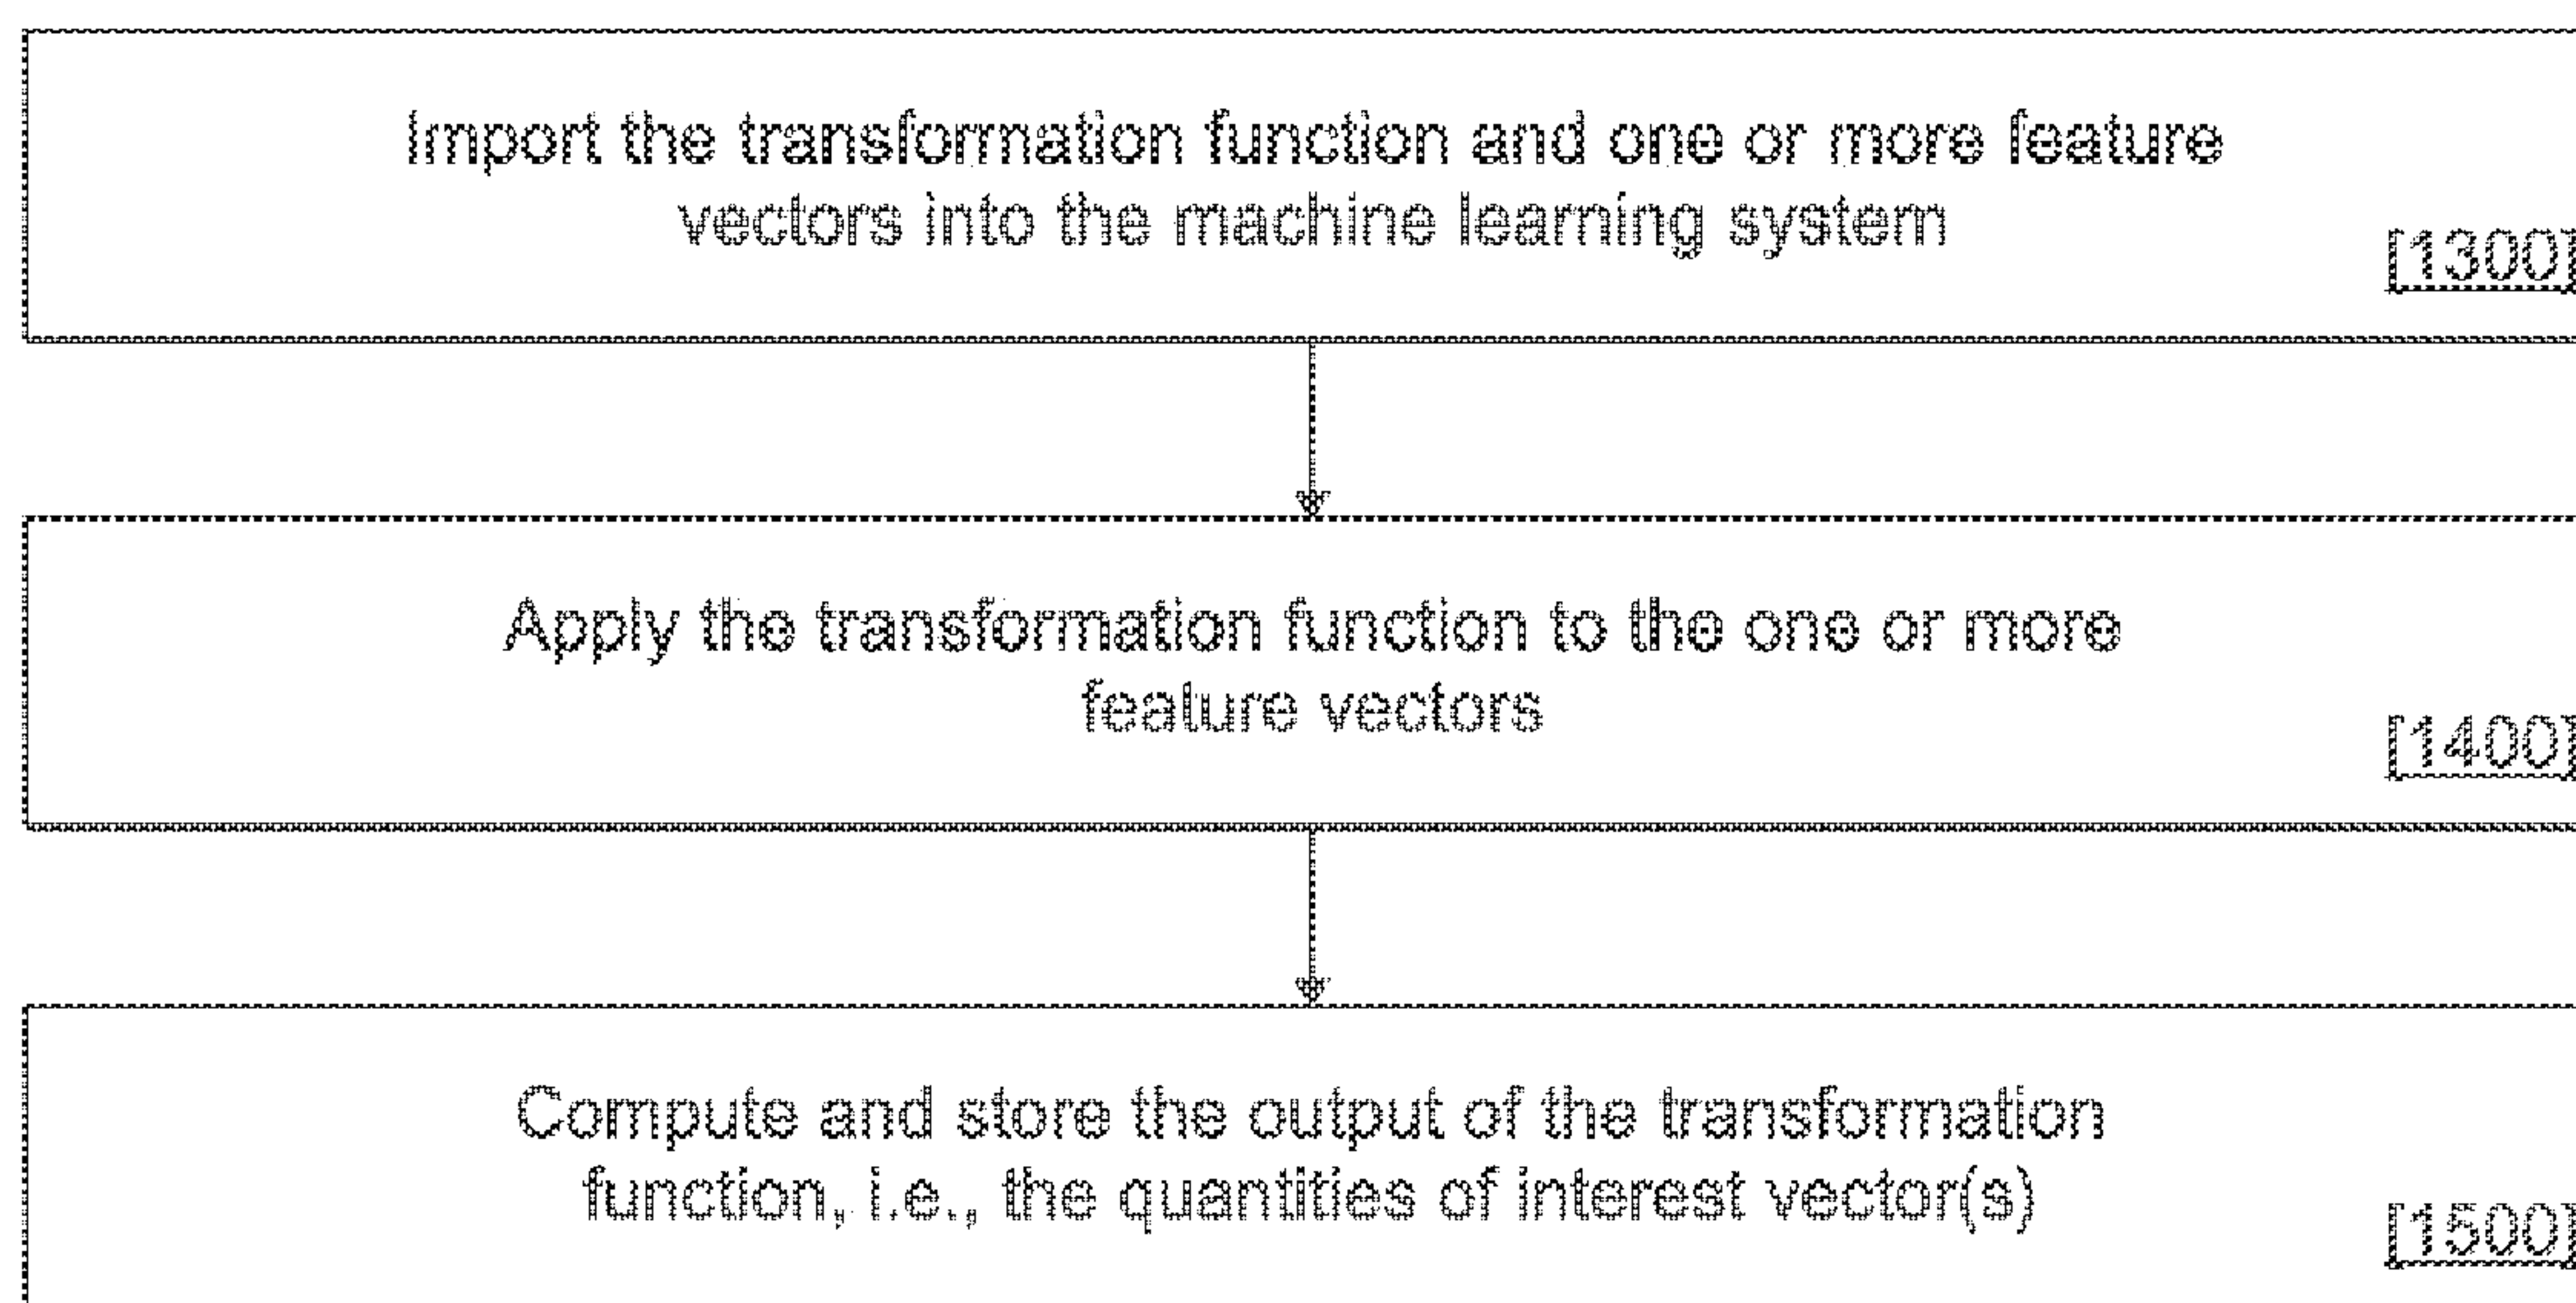 Import the transformation function and one or more feature
vectors into the machine learning system
[1300]
Apply the transformation function to the one or more
feature vectors
[1400]
Compute and store the output of the transformation
function, i.e., the quantities of interest vector(s)
[1500]